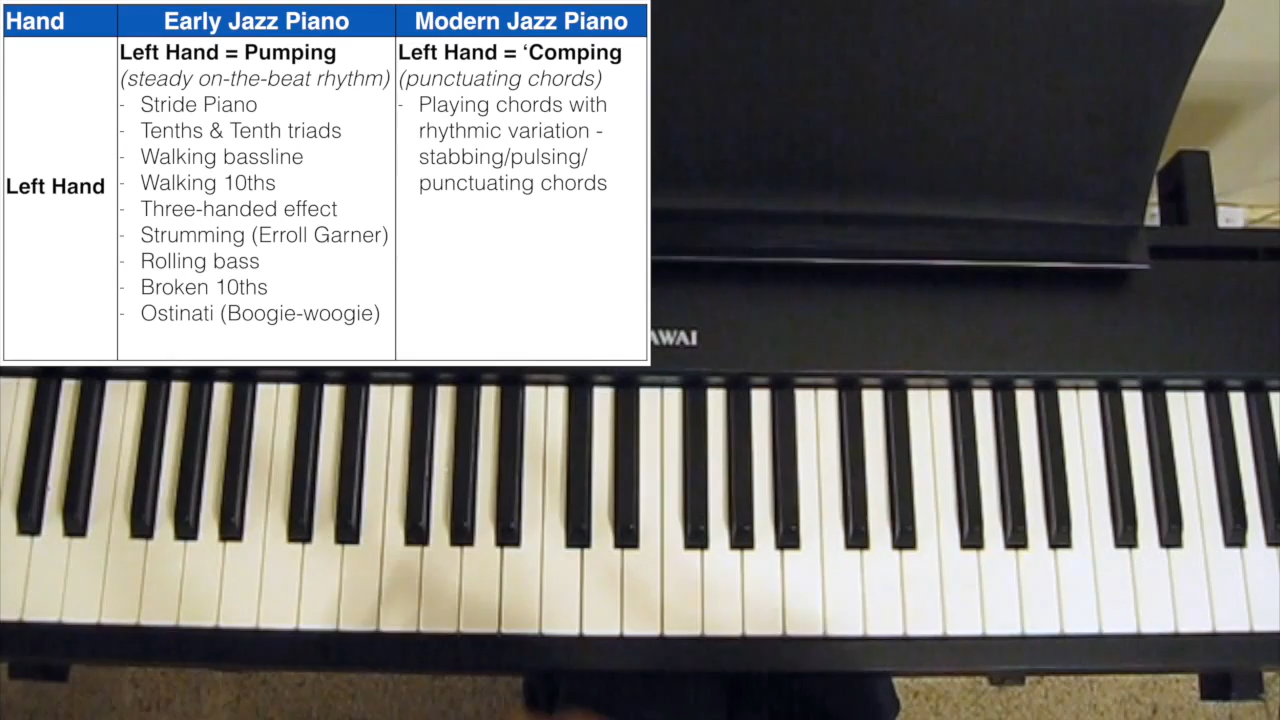 Hand Early Jazz Piano Modern Jazz Piano
Left Hand
Left Hand = Pumping
(steady on-the-beat rhythm)
- Stride Piano
- Tenths & Tenth triads
- Walking bassline
- Walking 10ths
- Three-handed effect
- Strumming (Erroll Garner)
- Rolling bass
- Broken 10ths
- Ostinati (Boogie-woogie)
Left Hand = ‘Comping
(punctuating chords)
- Playing chords with
rhythmic variation -
stabbing/pulsing/
punctuating chords
AWAI